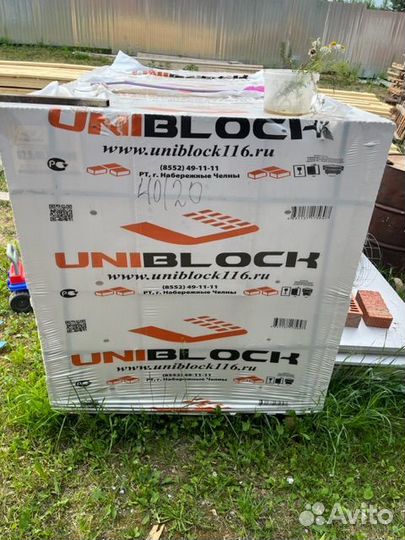 UNIBLOCK
www.uniblock116.ru
(8552) 49-11-11
РТ, г. Набережные Челны
40/20
UNIBLOCK
www.uniblock116.ru
(8552) 49-11-11
РТ, г. Набережные Челны
UNIBLOCK
www.uniblock116.ru
(8552) 49-11-11
РТ, г. Набережные Челны
Avito